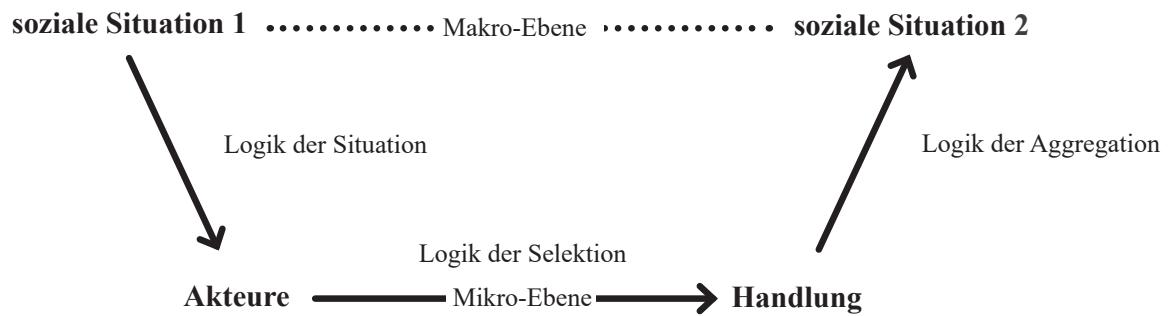 soziale Situation 1 Makro-Ebene soziale Situation 2
Logik der Situation Logik der Aggregation
Logik der Selektion
Akteure Mikro-Ebene Handlung